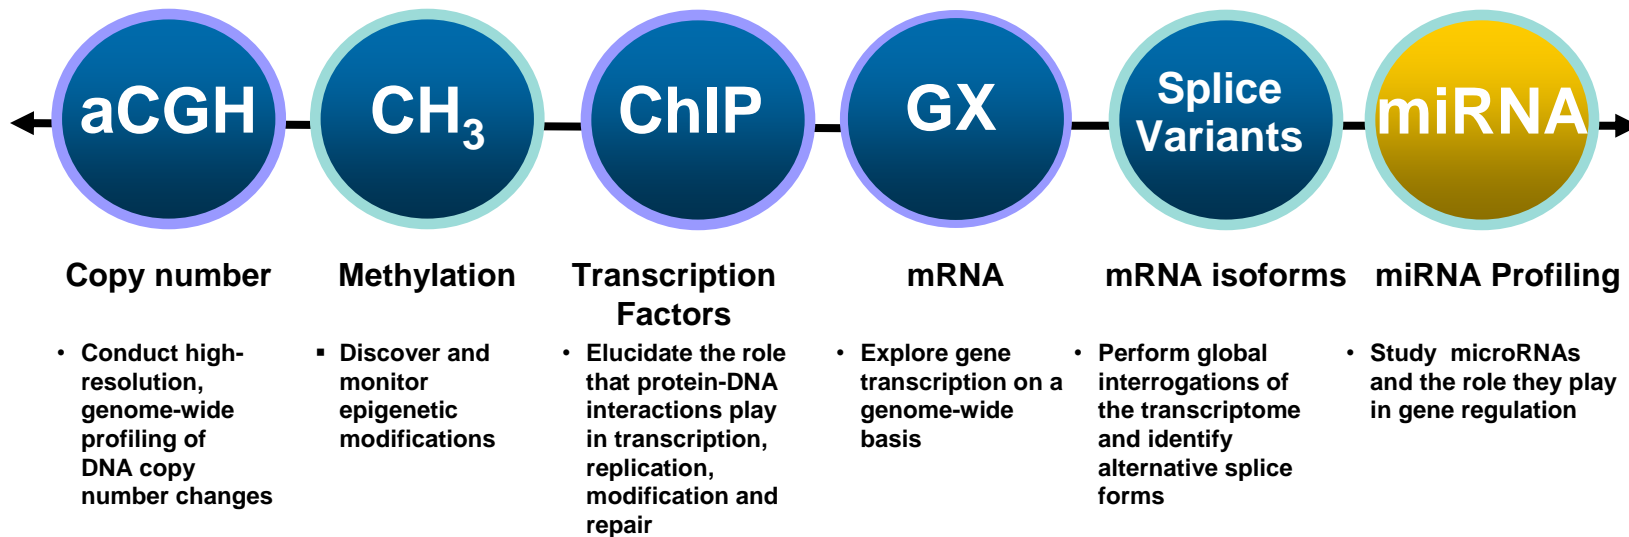 aCGH
CH₃
ChIP
GX
Splice
Variants
miRNA
Copy number
Methylation
Transcription
Factors
mRNA
mRNA isoforms
miRNA Profiling
• Conduct high-
resolution,
genome-wide
profiling of
DNA copy
number changes
▪ Discover and
monitor
epigenetic
modifications
• Elucidate the role
that protein-DNA
interactions play
in transcription,
replication,
modification and
repair
• Explore gene
transcription on a
genome-wide
basis
• Perform global
interrogations of
the transcriptome
and identify
alternative splice
forms
• Study microRNAs
and the role they play
in gene regulation